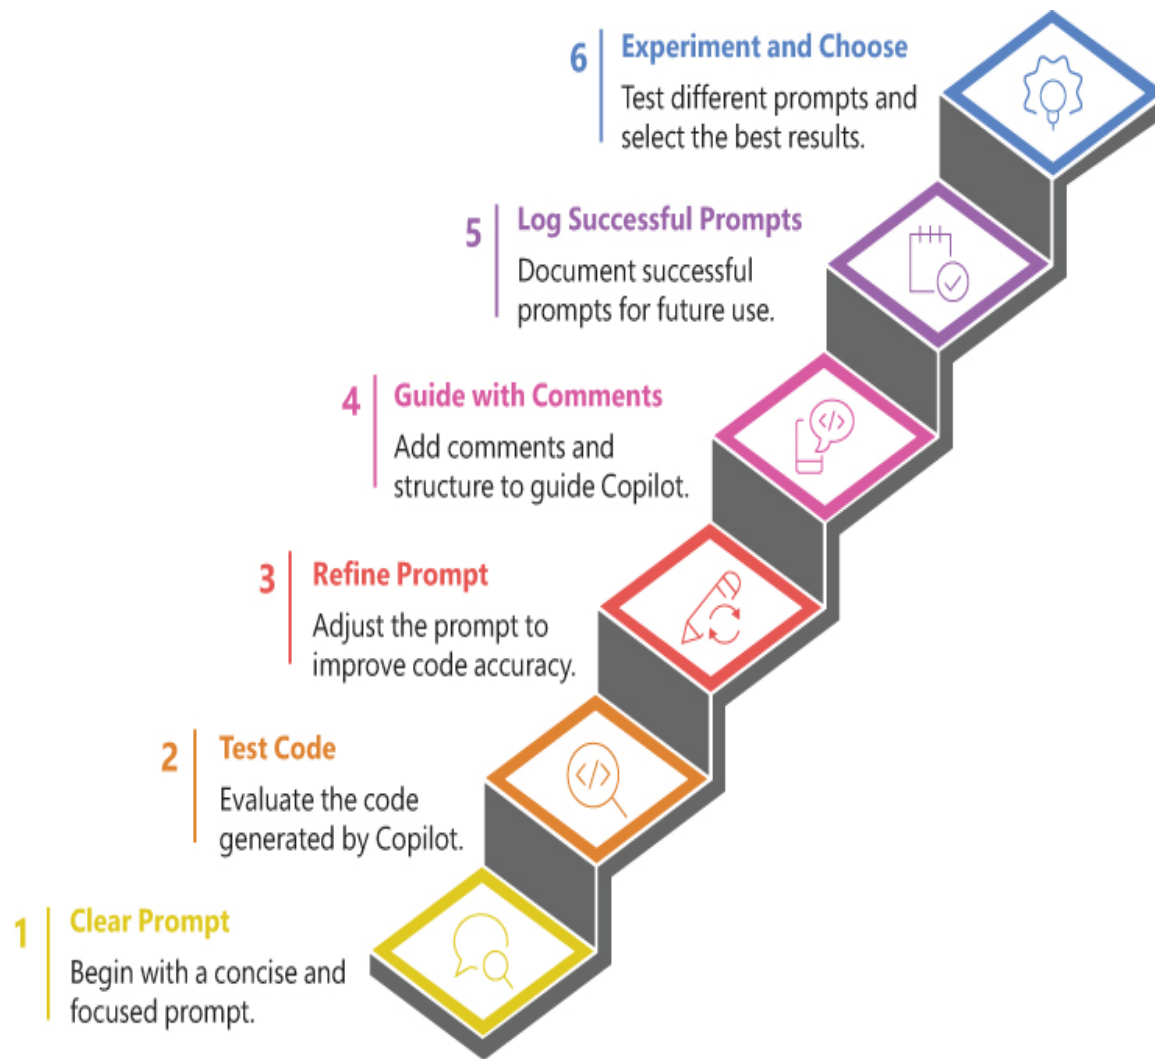 6
Experiment and Choose
Test different prompts and
select the best results.
5
Log Successful Prompts
Document successful
prompts for future use.
4
Guide with Comments
Add comments and
structure to guide Copilot.
3
Refine Prompt
Adjust the prompt to
improve code accuracy.
2
Test Code
Evaluate the code
generated by Copilot.
1
Clear Prompt
Begin with a concise and
focused prompt.